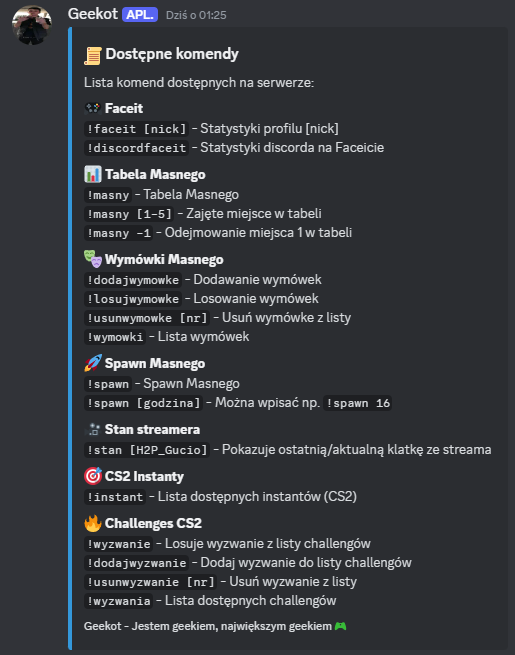 Geekot APL. Dziś o 01:25
Dostępne komendy
Lista komend dostępnych na serwerze:
Faceit
!faceit [nick] - Statystyki profilu [nick]
!discordfaceit - Statystyki discorda na Faceicie
Tabela Masnego
!masny - Tabela Masnego
!masny [1-5] - Zajęte miejsce w tabeli
!masny -1 - Odejmowanie miejsca 1 w tabeli
Wymówki Masnego
!dodajwymowke - Dodawanie wymówek
!losujwymowke - Losowanie wymówek
!usunwymowke [nr] - Usuń wymówke z listy
!wymowki - Lista wymówek
Spawn Masnego
!spawn - Spawn Masnego
!spawn [godzina] - Można wpisać np. !spawn 16
Stan streamera
!stan [H2P_Gucio] - Pokazuje ostatnią/aktualną klatkę ze streama
CS2 Instanty
!instant - Lista dostępnych instantów (CS2)
Challenges CS2
!wyzwanie - Losuje wyzwanie z listy challengów
!dodajwyzwanie - Dodaj wyzwanie do listy challengów
!usunwyzwanie [nr] - Usuń wyzwanie z listy
!wyzwania - Lista dostępnych challengów
Geekot - Jestem geekiem, największym geekiem